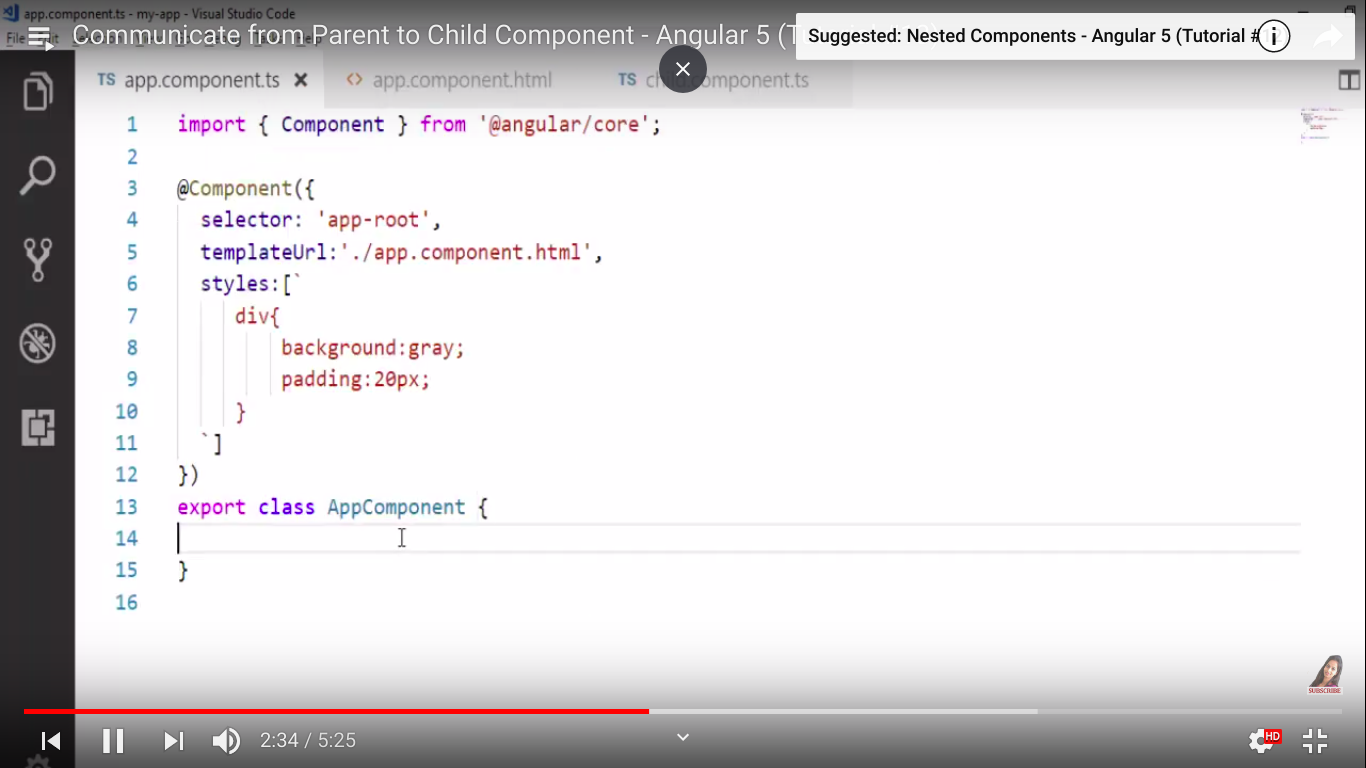 app.component.ts - my-app - Visual Studio Code
File
Communicate from Parent to Child Component - Angular 5
Suggested: Nested Components - Angular 5 (Tutorial #
TS app.component.ts
<> app.component.html
TS child.component.ts
1 import { Component } from '@angular/core';
2
3 @Component({
4 selector: 'app-root',
5 templateUrl:'./app.component.html',
6 styles:[`
7 div{
8 background:gray;
9 padding:20px;
10 }
11 `]
12 })
13 export class AppComponent {
14
15 }
16
SUBSCRIBE
2:34 / 5:25
HD